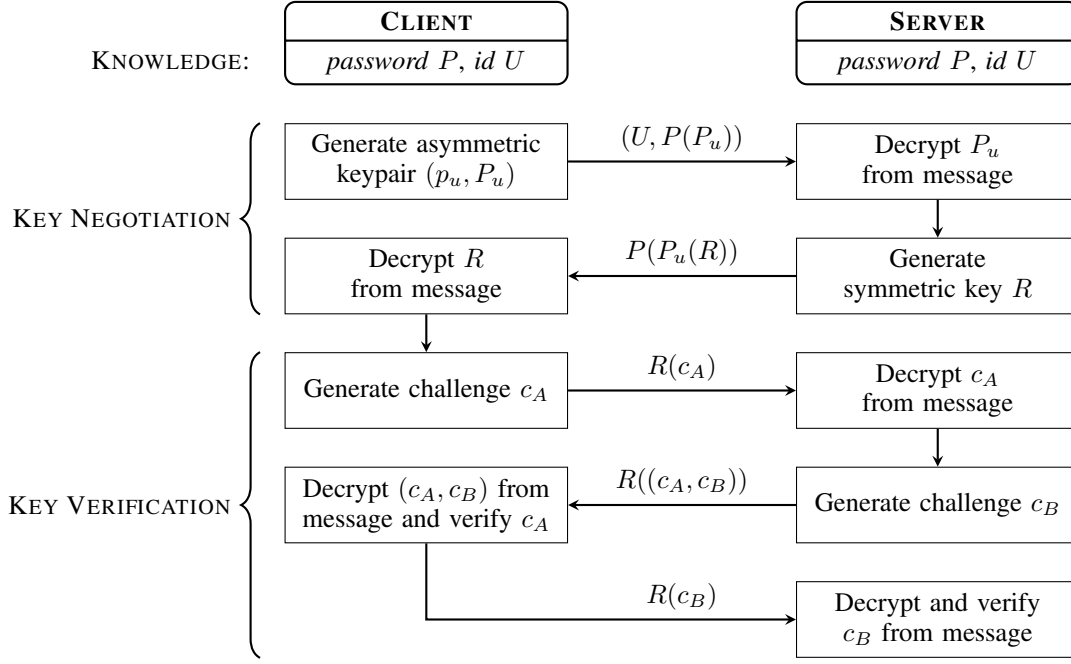 CLIENT
SERVER
KNOWLEDGE:
password P, id U
password P, id U
KEY NEGOTIATION
Generate asymmetric
keypair (p_u, P_u)
(U, P(P_u))
Decrypt P_u
from message
Decrypt R
from message
P(P_u(R))
Generate
symmetric key R
KEY VERIFICATION
Generate challenge c_A
R(c_A)
Decrypt c_A
from message
Decrypt (c_A, c_B) from
message and verify c_A
R((c_A, c_B))
Generate challenge c_B
R(c_B)
Decrypt and verify
c_B from message